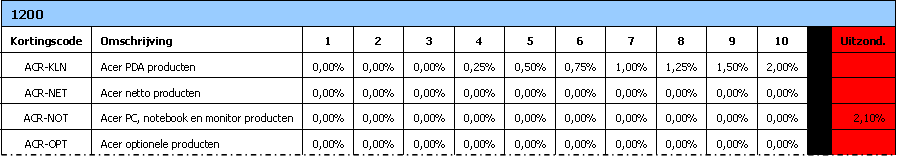 1200
Kortingscode Omschrijving 1 2 3 4 5 6 7 8 9 10 Uitzond.
ACR-KLN Acer PDA producten 0,00% 0,00% 0,00% 0,25% 0,50% 0,75% 1,00% 1,25% 1,50% 2,00%
ACR-NET Acer netto producten 0,00% 0,00% 0,00% 0,00% 0,00% 0,00% 0,00% 0,00% 0,00% 0,00%
ACR-NOT Acer PC, notebook en monitor producten 0,00% 0,00% 0,00% 0,00% 0,00% 0,00% 0,00% 0,00% 0,00% 0,00% 2,10%
ACR-OPT Acer optionele producten 0,00% 0,00% 0,00% 0,00% 0,00% 0,00% 0,00% 0,00% 0,00% 0,00%